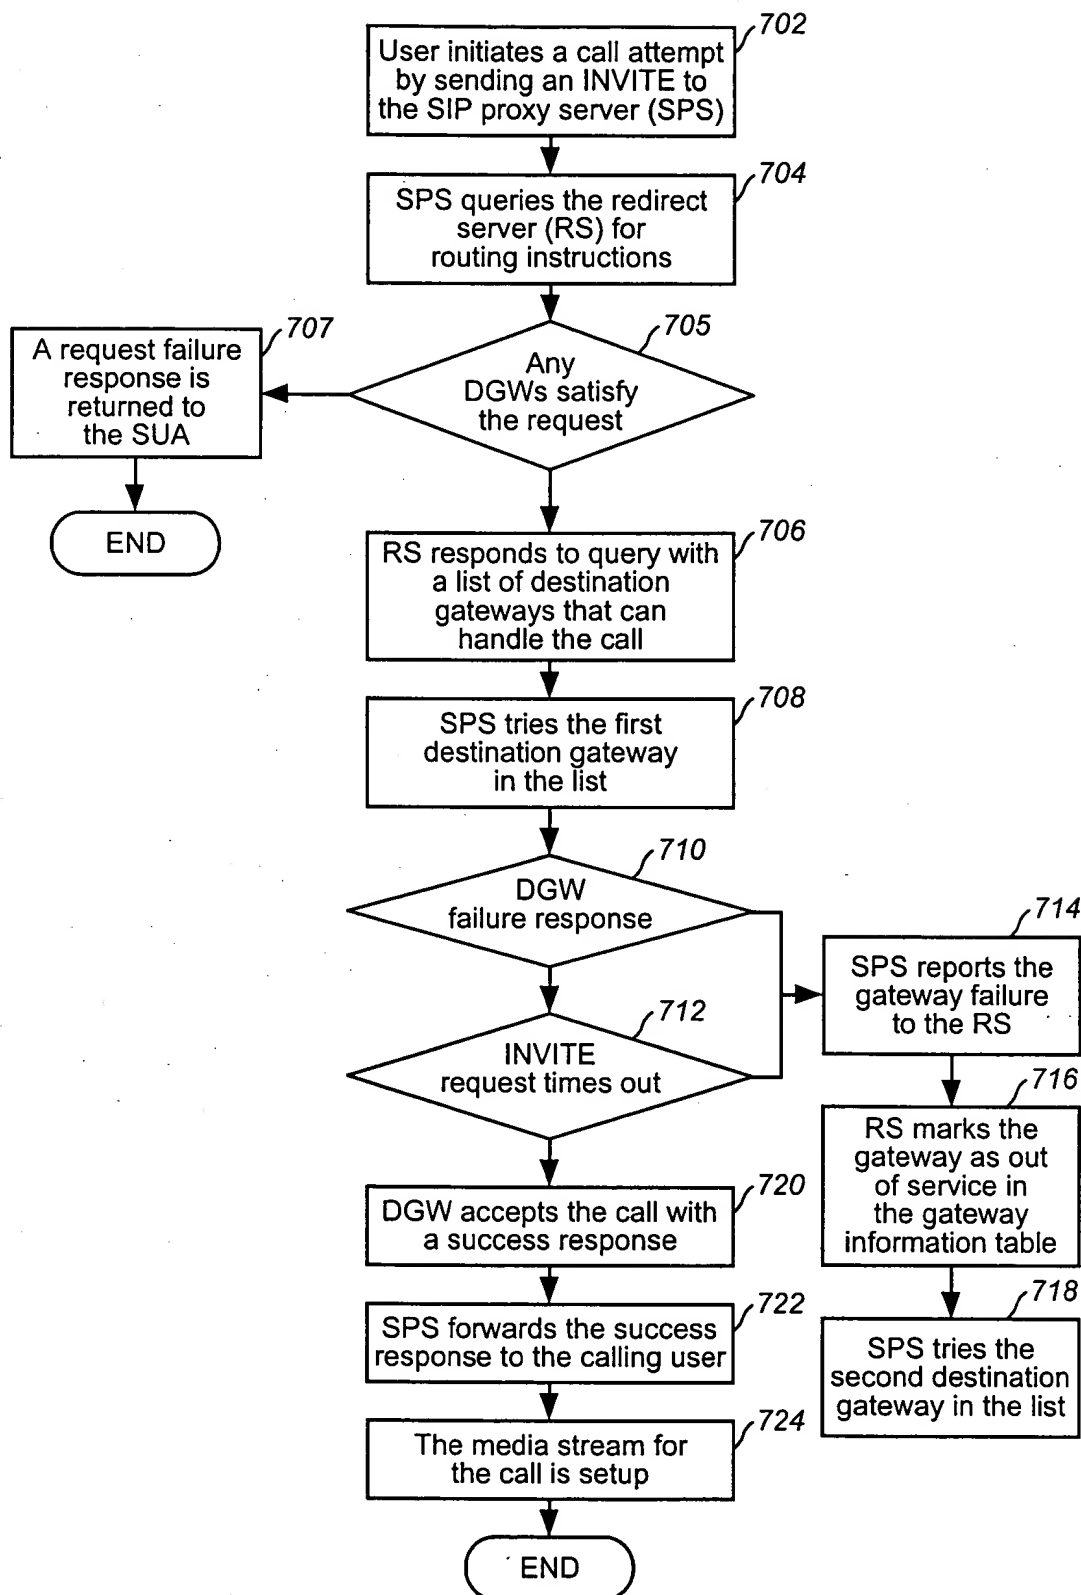 702
User initiates a call attempt
by sending an INVITE to
the SIP proxy server (SPS)
704
SPS queries the redirect
server (RS) for
routing instructions
705
Any
DGWs satisfy
the request
707
A request failure
response is
returned to
the SUA
END
706
RS responds to query with
a list of destination
gateways that can
handle the call
708
SPS tries the first
destination gateway
in the list
710
DGW
failure response
712
INVITE
request times out
714
SPS reports the
gateway failure
to the RS
716
RS marks the
gateway as out
of service in
the gateway
information table
718
SPS tries the
second destination
gateway in the list
720
DGW accepts the call with
a success response
722
SPS forwards the success
response to the calling user
724
The media stream for
the call is setup
END